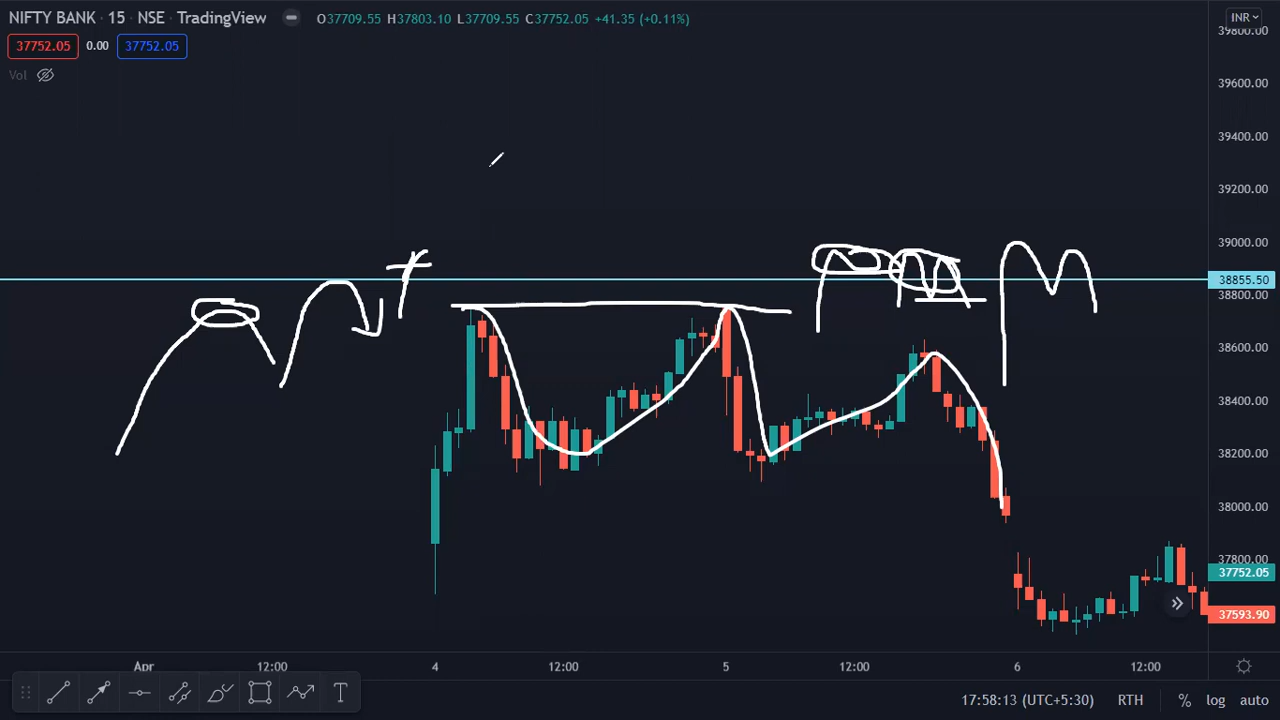 NIFTY BANK · 15 · NSE · TradingView O37709.55 H37803.10 L37709.55 C37752.05 +41.35 (+0.11%)
INR
37752.05 0.00 37752.05
Vol
39800.00
39600.00
39400.00
39200.00
39000.00
38855.50
38800.00
38600.00
38400.00
38200.00
38000.00
37800.00
37752.05
37593.90
Apr 12:00 4 12:00 5 12:00 6 12:00
T 17:58:13 (UTC+5:30) RTH % log auto